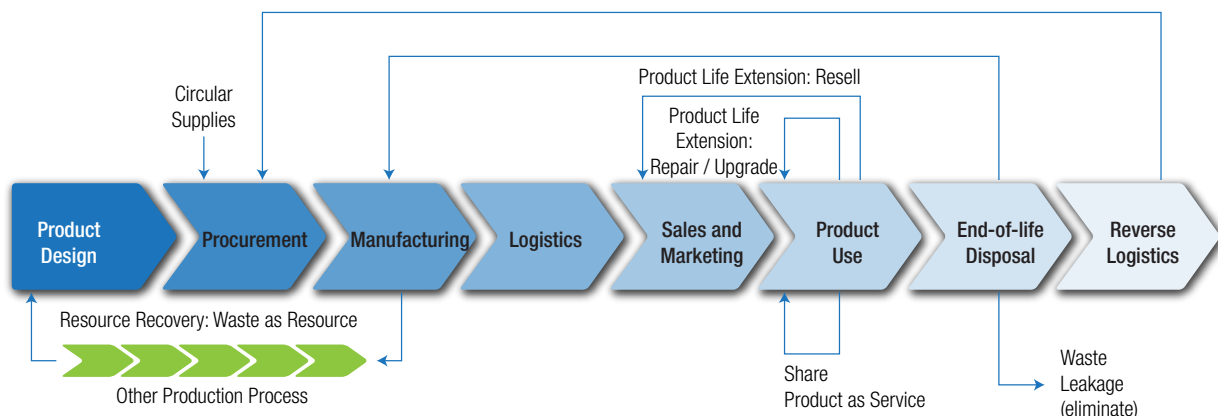 Product Life Extension: Resell
Circular
Supplies
Product Life
Extension:
Repair / Upgrade
Product
Design
Procurement
Manufacturing
Logistics
Sales and
Marketing
Product
Use
End-of-life
Disposal
Reverse
Logistics
Resource Recovery: Waste as Resource
Other Production Process
Share
Product as Service
Waste
Leakage
(eliminate)